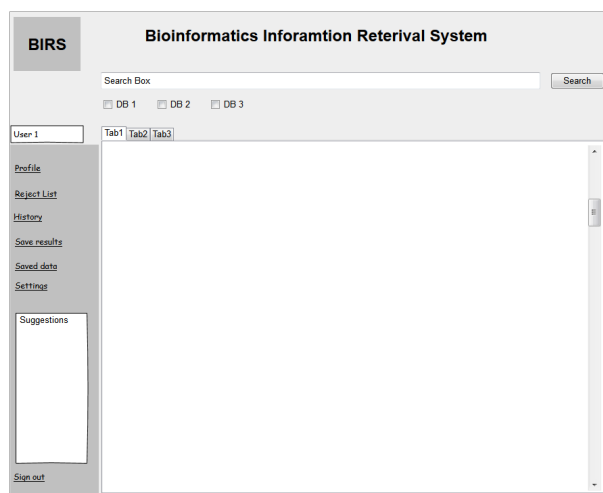 BIRS
Bioinformatics Inforamtion Reterival System
Search Box
Search
DB 1
DB 2
DB 3
User 1
Tab1
Tab2
Tab3
Profile
Reject List
History
Save results
Saved data
Settings
Suggestions
Sign out